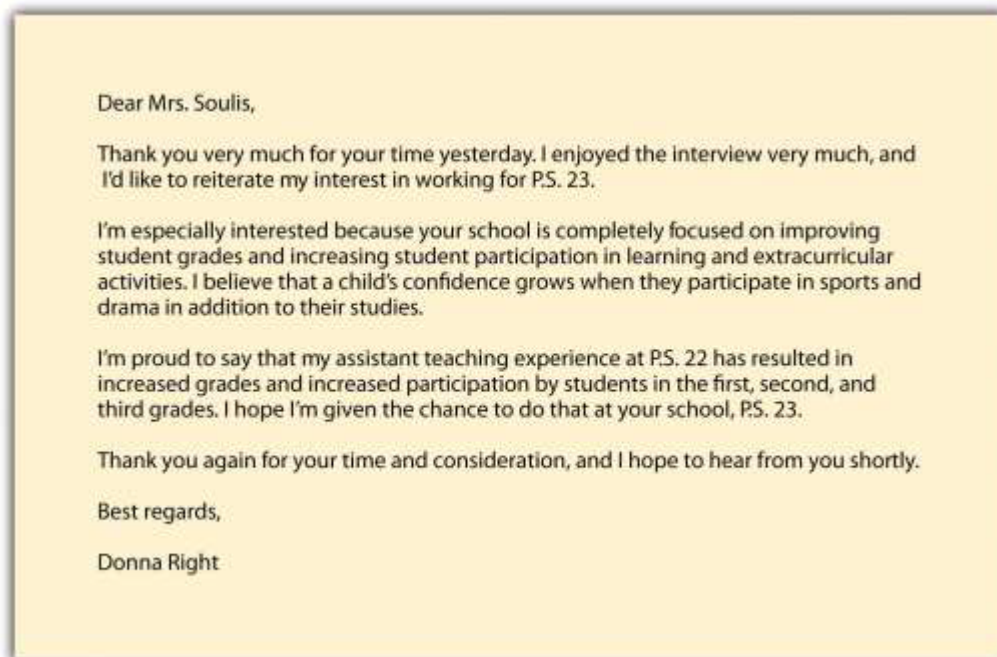 Dear Mrs. Soulis,
Thank you very much for your time yesterday. I enjoyed the interview very much, and
I'd like to reiterate my interest in working for P.S. 23.
I'm especially interested because your school is completely focused on improving
student grades and increasing student participation in learning and extracurricular
activities. I believe that a child's confidence grows when they participate in sports and
drama in addition to their studies.
I'm proud to say that my assistant teaching experience at P.S. 22 has resulted in
increased grades and increased participation by students in the first, second, and
third grades. I hope I'm given the chance to do that at your school, P.S. 23.
Thank you again for your time and consideration, and I hope to hear from you shortly.
Best regards,
Donna Right